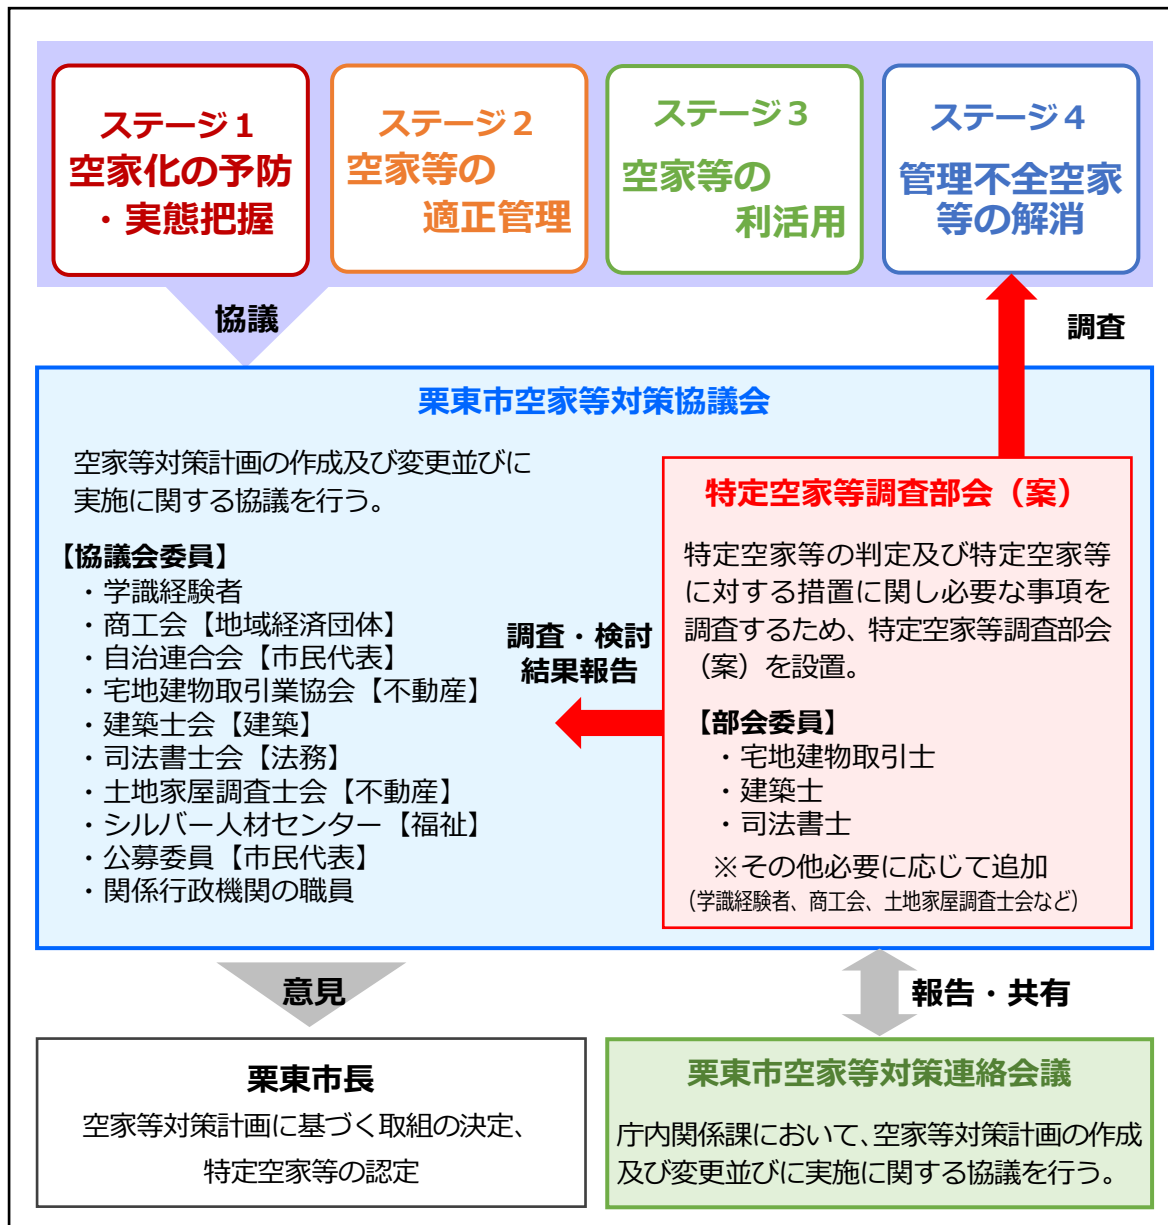 ステージ１
空家化の予防
・実態把握
ステージ２
空家等の
適正管理
ステージ３
空家等の
利活用
ステージ４
管理不全空家
等の解消
協議
調査
栗東市空家等対策協議会
空家等対策計画の作成及び変更並びに
実施に関する協議を行う。
【協議会委員】
・学識経験者
・商工会【地域経済団体】
・自治連合会【市民代表】
・宅地建物取引業協会【不動産】
・建築士会【建築】
・司法書士会【法務】
・土地家屋調査士会【不動産】
・シルバー人材センター【福祉】
・公募委員【市民代表】
・関係行政機関の職員
調査・検討
結果報告
特定空家等調査部会（案）
特定空家等の判定及び特定空家等
に対する措置に関し必要な事項を
調査するため、特定空家等調査部会
（案）を設置。
【部会委員】
・宅地建物取引士
・建築士
・司法書士
※その他必要に応じて追加
（学識経験者、商工会、土地家屋調査士会など）
意見
報告・共有
栗東市長
空家等対策計画に基づく取組の決定、
特定空家等の認定
栗東市空家等対策連絡会議
庁内関係課において、空家等対策計画の作成
及び変更並びに実施に関する協議を行う。